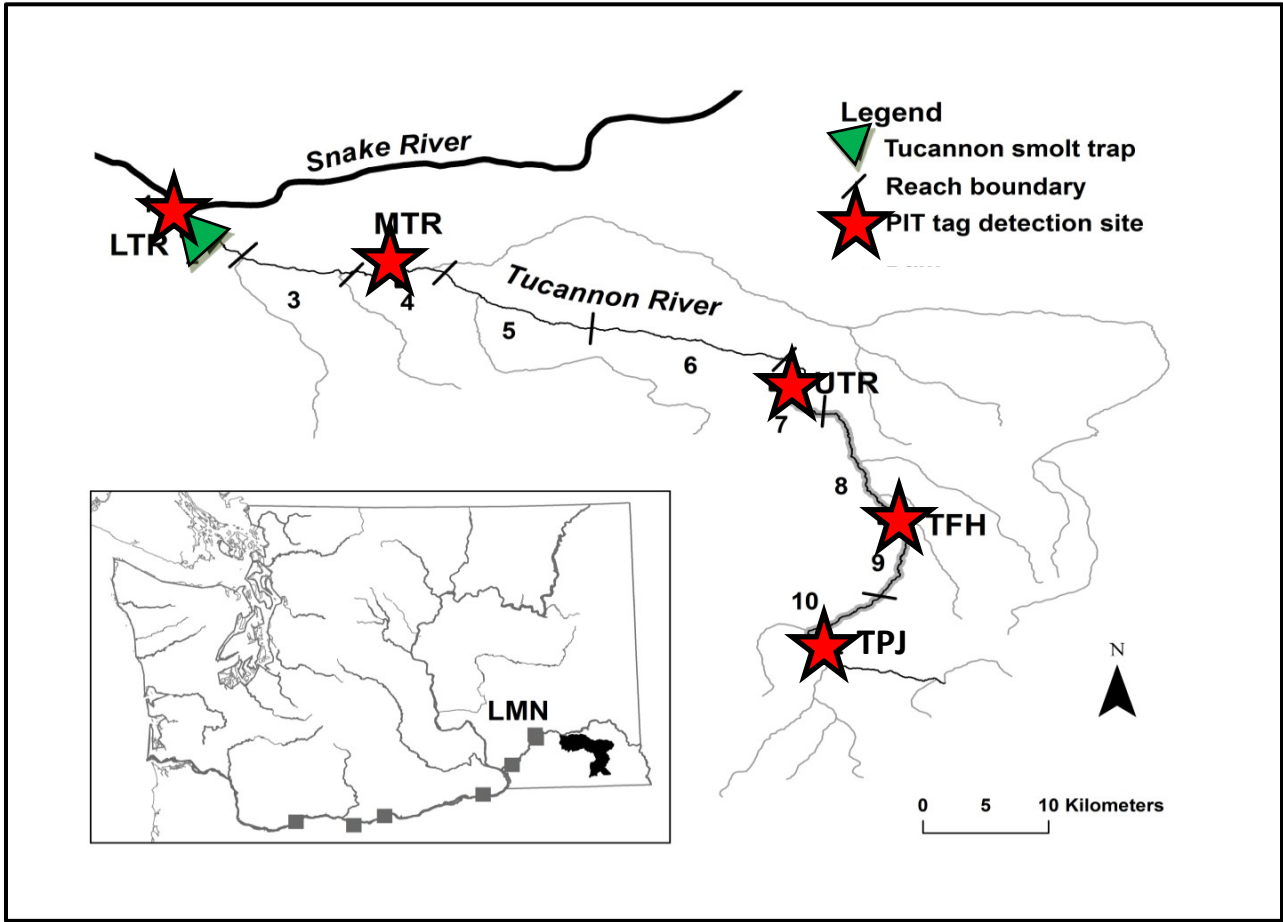 Legend
Tucannon smolt trap
Reach boundary
PIT tag detection site
Snake River
LTR
MTR
3
4
Tucannon River
5
6
UTR
7
8
TFH
9
10
TPJ
N
LMN
0 5 10 Kilometers